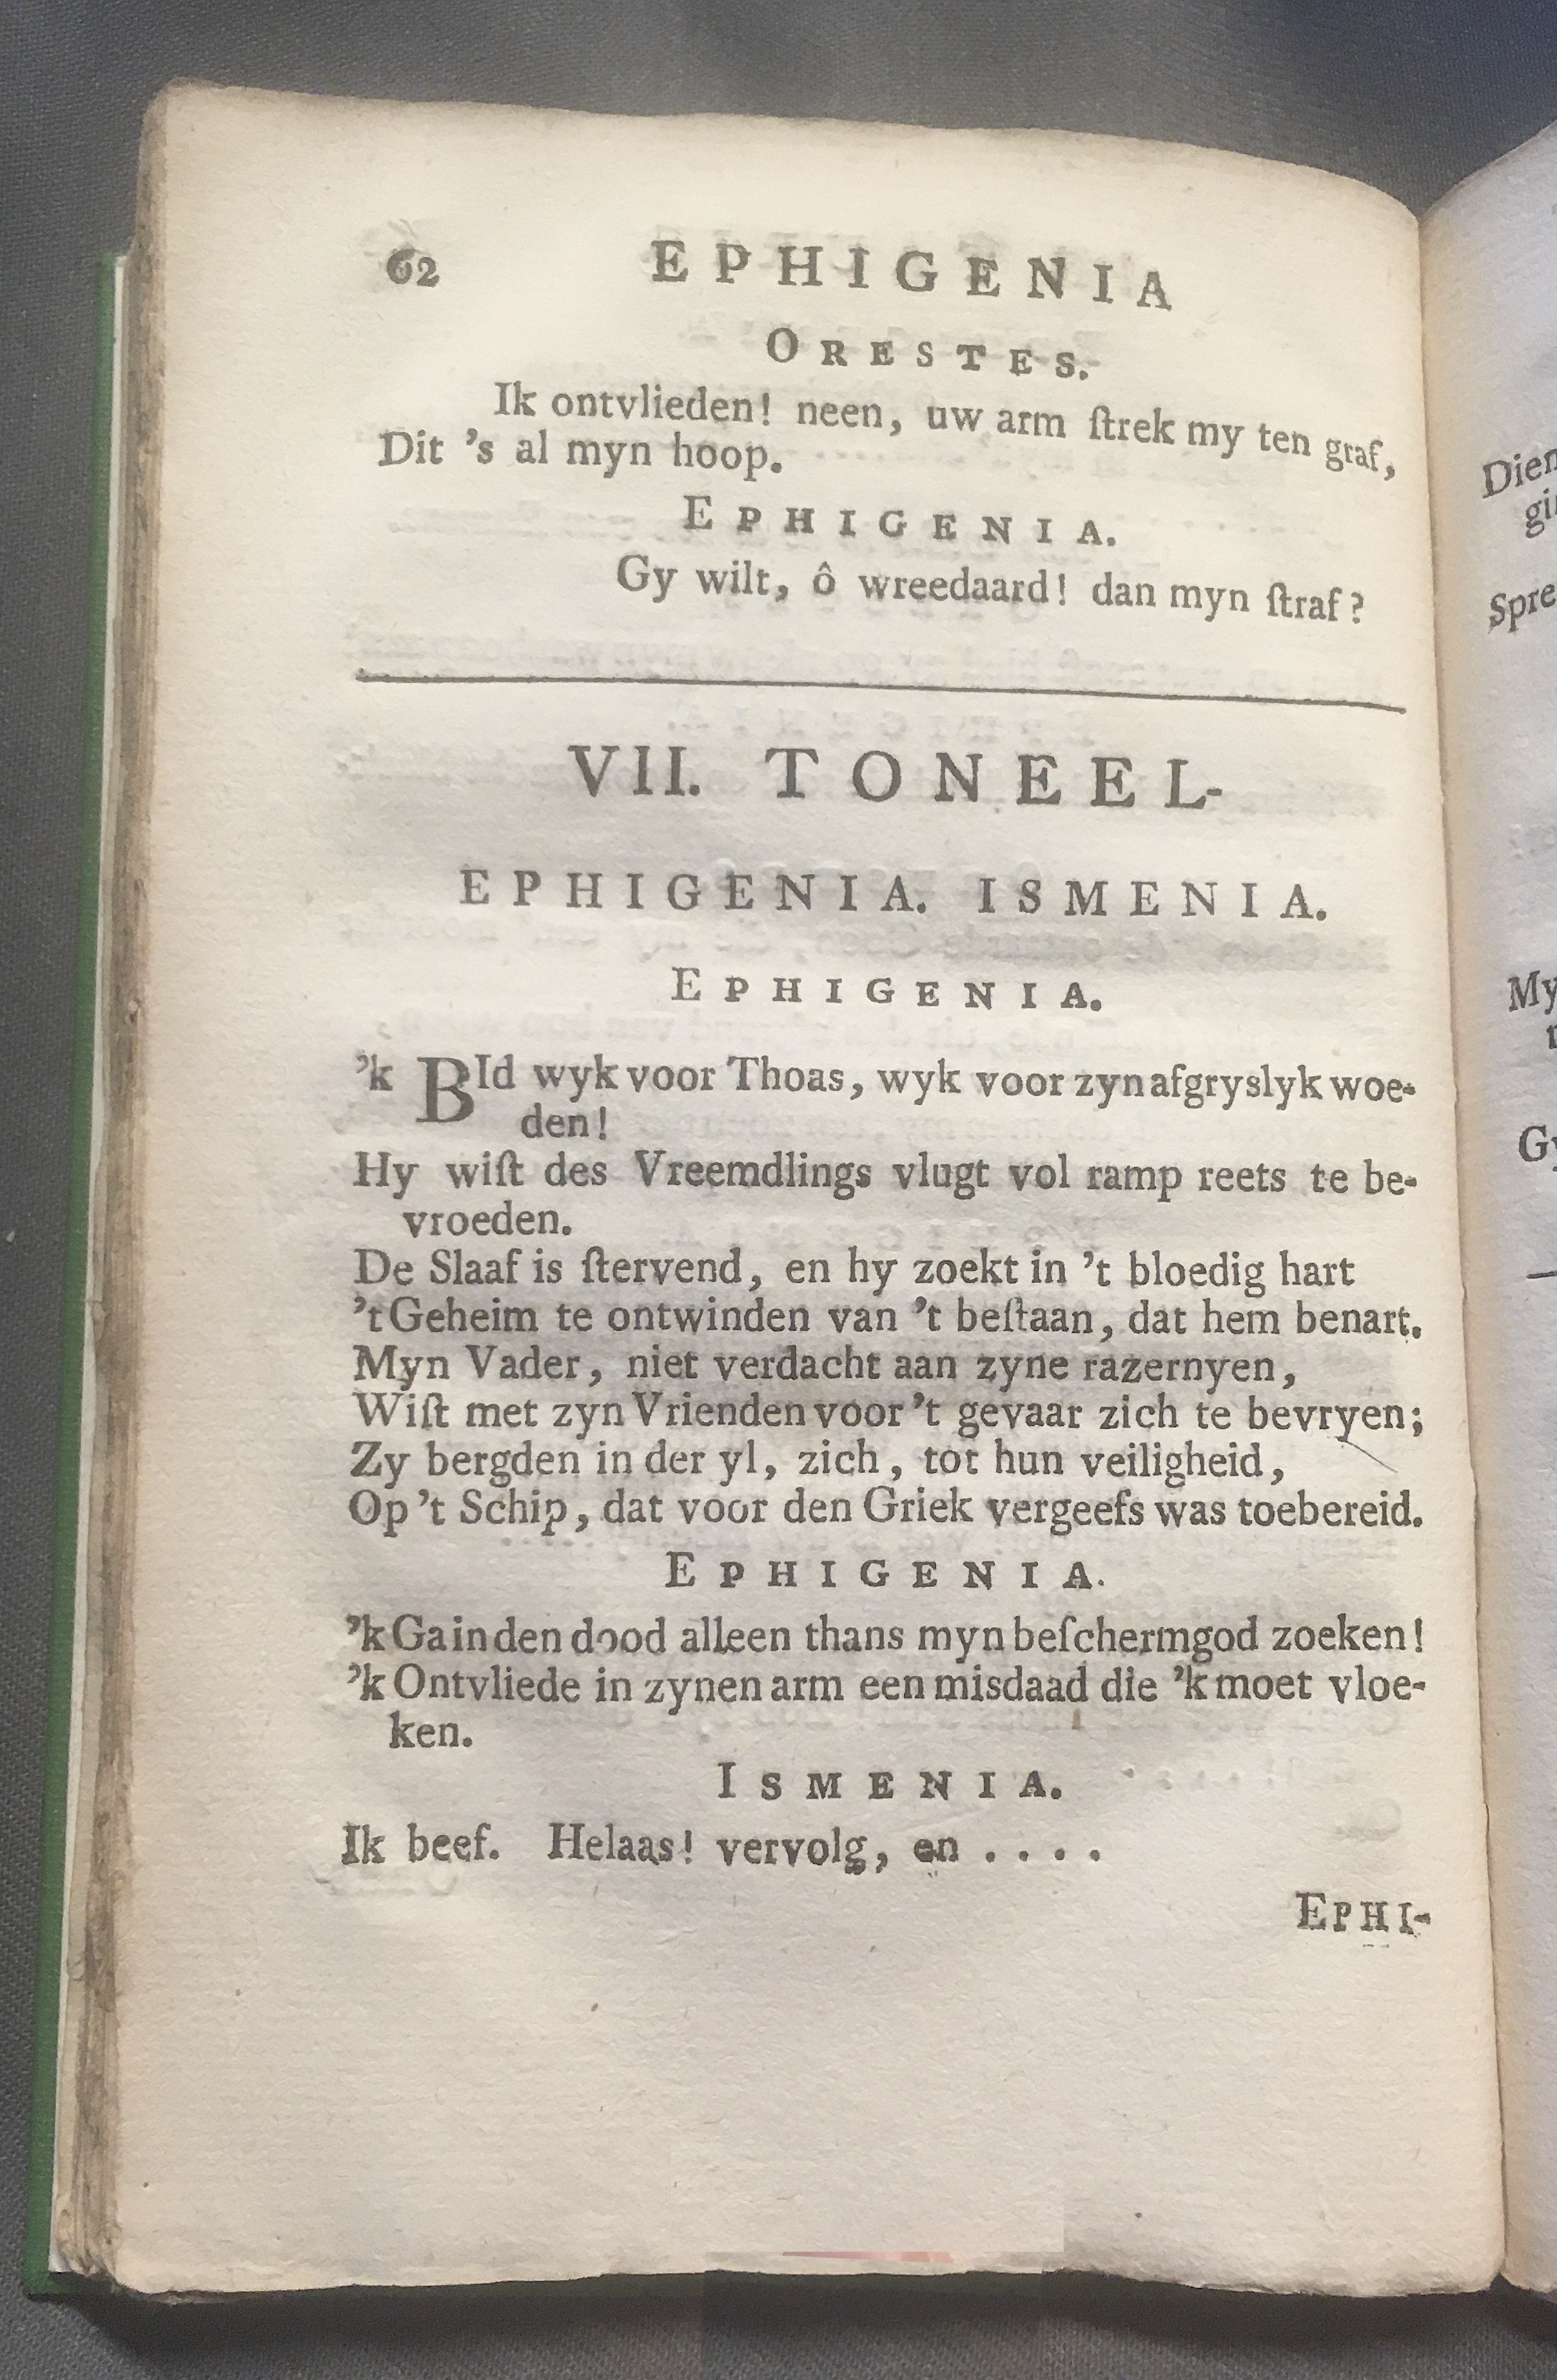 62 EPHIGENIA
ORESTES.
Ik ontvlieden! neen, uw arm ſtrek my ten graf,
Dit 's al myn hoop.
EPHIGENIA.
Gy wilt, ô wreedaard! dan myn ſtraf?
VII. TONEEL-
EPHIGENIA. ISMENIA.
EPHIGENIA.
'k BId wyk voor Thoas, wyk voor zyn afgryslyk woe-
den!
Hy wiſt des Vreemdlings vlugt vol ramp reets te be-
vroeden.
De Slaaf is ſtervend, en hy zoekt in 't bloedig hart
't Geheim te ontwinden van 't beſtaan, dat hem benart.
Myn Vader, niet verdacht aan zyne razernyen,
Wiſt met zyn Vrienden voor 't gevaar zich te bevryen;
Zy bergden in der yl, zich, tot hun veiligheid,
Op 't Schip, dat voor den Griek vergeefs was toebereid.
EPHIGENIA.
'k Ga in den dood alleen thans myn beſchermgod zoeken!
'k Ontvliede in zynen arm een misdaad die 'k moet vloe-
ken.
ISMENIA.
Ik beef. Helaas! vervolg, en . . . .
EPHI-
Dien
gi
Spre
My
Gy